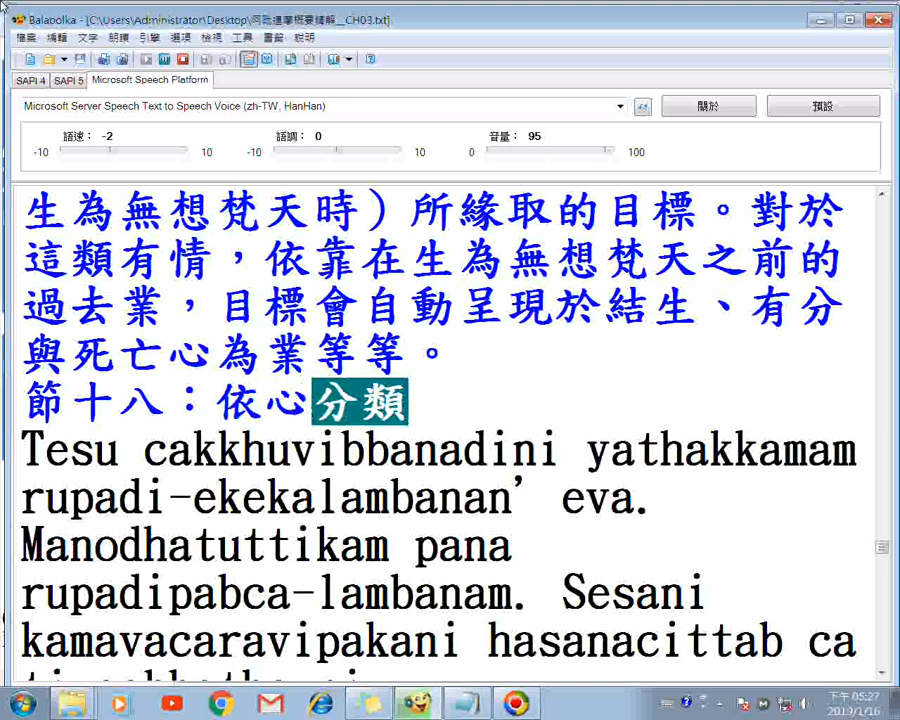 Balabolka - [C:\Users\Administrator\Desktop\阿毗達摩概要精解__CH03.txt]
檔案 編輯 文字 朗讀 引擎 選項 檢視 工具 書籤 說明
SAPI 4 SAPI 5 Microsoft Speech Platform
Microsoft Server Speech Text to Speech Voice (zh-TW, HanHan) 關於 預設
語速： -2 語調： 0 音量： 95
-10 10 -10 10 0 100
生為無想梵天時）所緣取的目標。對於
這類有情，依靠在生為無想梵天之前的
過去業，目標會自動呈現於結生、有分
與死亡心為業等等。
節十八：依心分類
Tesu cakkhuvibbanadini yathakkamam
rupadi-ekekalambanan’ eva.
Manodhatuttikam pana
rupadipabca-lambanam. Sesani
kamavacaravipakani hasanacittab ca
下午 05:27
2019/1/16